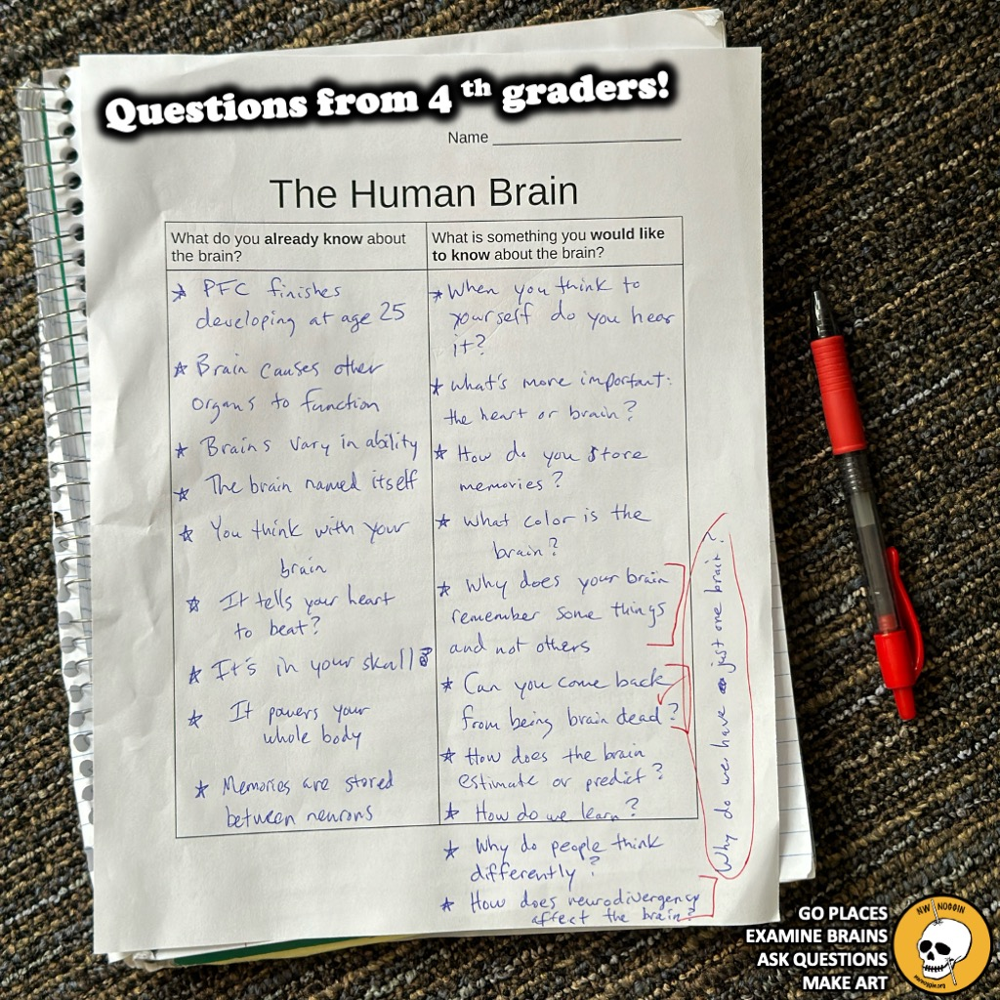 Questions from 4 th graders!
Name
The Human Brain
What do you already know about
the brain?
* PFC finishes
developing at age 25
* Brain causes other
organs to function
* Brains vary in ability
* The brain named itself
* You think with your
brain
* It tells your heart
to beat?
* It's in your skull
* It powers your
whole body
* Memories are stored
between neurons
What is something you would like
to know about the brain?
* When you think to
yourself do you hear
it?
* What's more important:
the heart or brain?
* How do you store
memories?
* What color is the
brain?
* Why does your brain
remember some things
and not others
* Can you come back
from being brain dead?
* How does the brain
estimate or predict?
* How do we learn?
* Why do people think
differently?
* How does neurodivergency
affect the brain?
Why do we have just one brain?
GO PLACES
EXAMINE BRAINS
ASK QUESTIONS
MAKE ART
NW NOGGIN